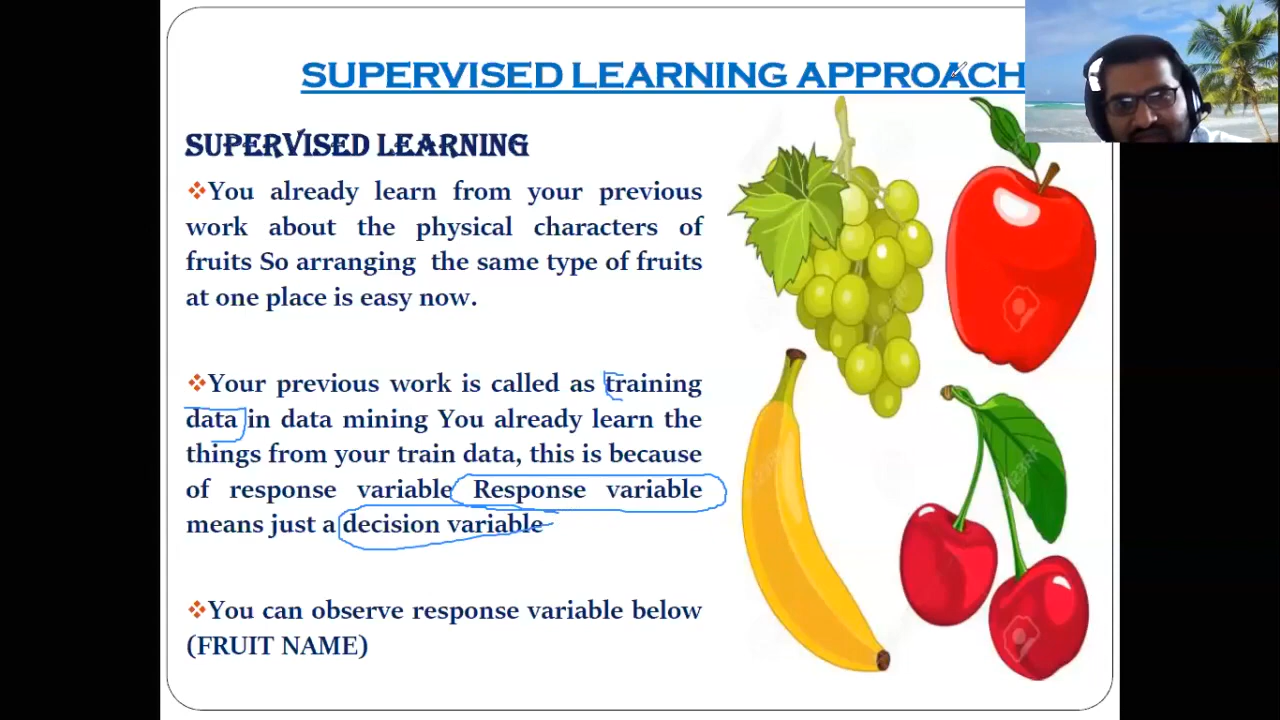 SUPERVISED LEARNING APPROACH
SUPERVISED LEARNING
❖You already learn from your previous
work about the physical characters of
fruits So arranging the same type of fruits
at one place is easy now.
❖Your previous work is called as training
data in data mining You already learn the
things from your train data, this is because
of response variable Response variable
means just a decision variable
❖You can observe response variable below
(FRUIT NAME)